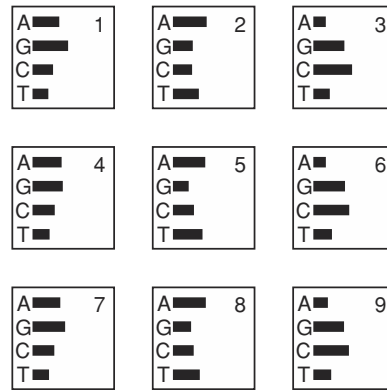 A 1 A 2 A 3
G G G
C C C
T T T
A 4 A 5 A 6
G G G
C C C
T T T
A 7 A 8 A 9
G G G
C C C
T T T